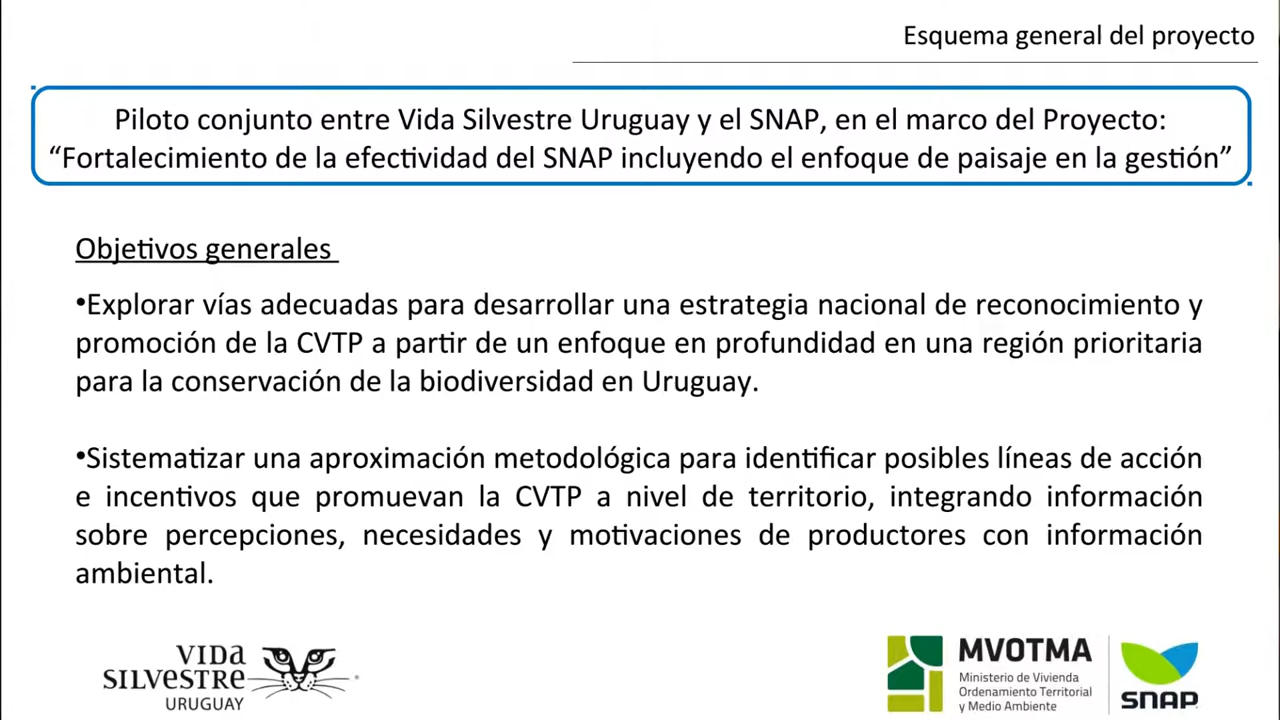 Esquema general del proyecto
Piloto conjunto entre Vida Silvestre Uruguay y el SNAP, en el marco del Proyecto:
“Fortalecimiento de la efectividad del SNAP incluyendo el enfoque de paisaje en la gestión”
Objetivos generales
•Explorar vías adecuadas para desarrollar una estrategia nacional de reconocimiento y
promoción de la CVTP a partir de un enfoque en profundidad en una región prioritaria
para la conservación de la biodiversidad en Uruguay.
•Sistematizar una aproximación metodológica para identificar posibles líneas de acción
e incentivos que promuevan la CVTP a nivel de territorio, integrando información
sobre percepciones, necesidades y motivaciones de productores con información
ambiental.
VIDa
SILVeSTRe
URUGUAY
MVOTMA
Ministerio de Vivienda
Ordenamiento Territorial
y Medio Ambiente
SNAP